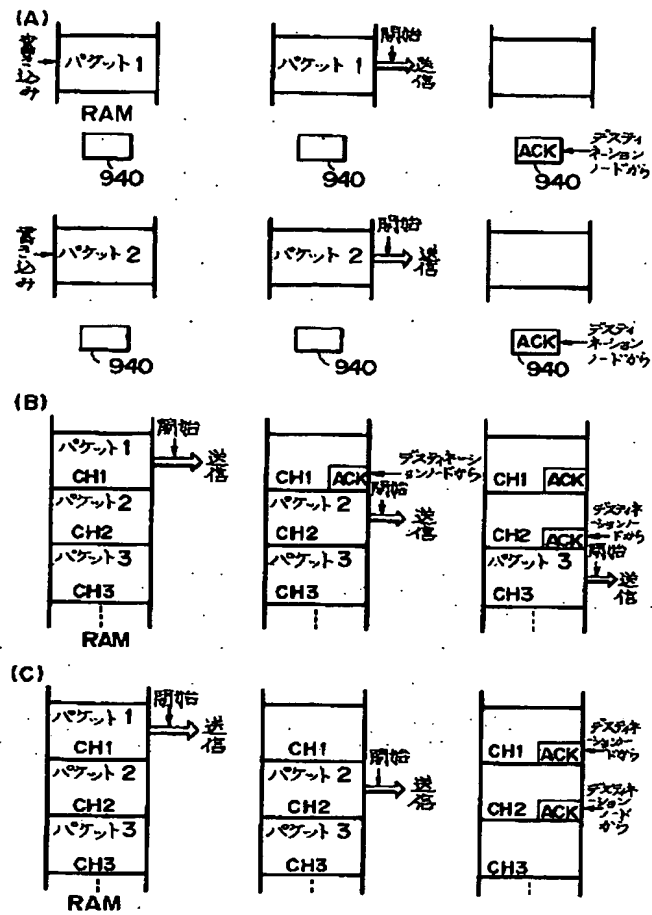 (A)
書き込み
パケット1
RAM
940
開始
パケット 1
送信
940
ACK
940
デスティ
ネーション
ノードから
書き込み
パケット2
940
開始
パケット 2
送信
940
ACK
940
デスティ
ネーション
ノードから
(B)
開始
パケット1
送信
CH1
パケット2
CH2
パケット3
CH3
RAM
CH1
ACK
デスティネーシ
ョンノードから
開始
パケット 2
送信
CH2
パケット3
CH3
CH1
ACK
デスティネ
ーションノー
ドから
CH2
ACK
開始
パケット 3
送信
CH3
(C)
開始
パケット1
送信
CH1
パケット 2
CH2
パケット3
CH3
RAM
CH1
開始
パケット 2
送信
CH2
パケット3
CH3
デスティネ
ーションノー
ドから
CH1
ACK
デスティネ
ーション
ノード
から
CH2
ACK
CH3